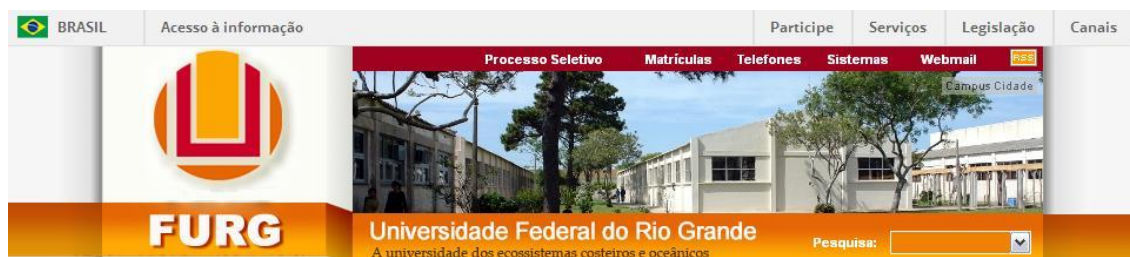 BRASIL Acesso à informação Participe Serviços Legislação Canais
Processo Seletivo Matrículas Telefones Sistemas Webmail RSS
Campus Cidade
FURG
Universidade Federal do Rio Grande
A universidade dos ecossistemas costeiros e oceânicos
Pesquisa: